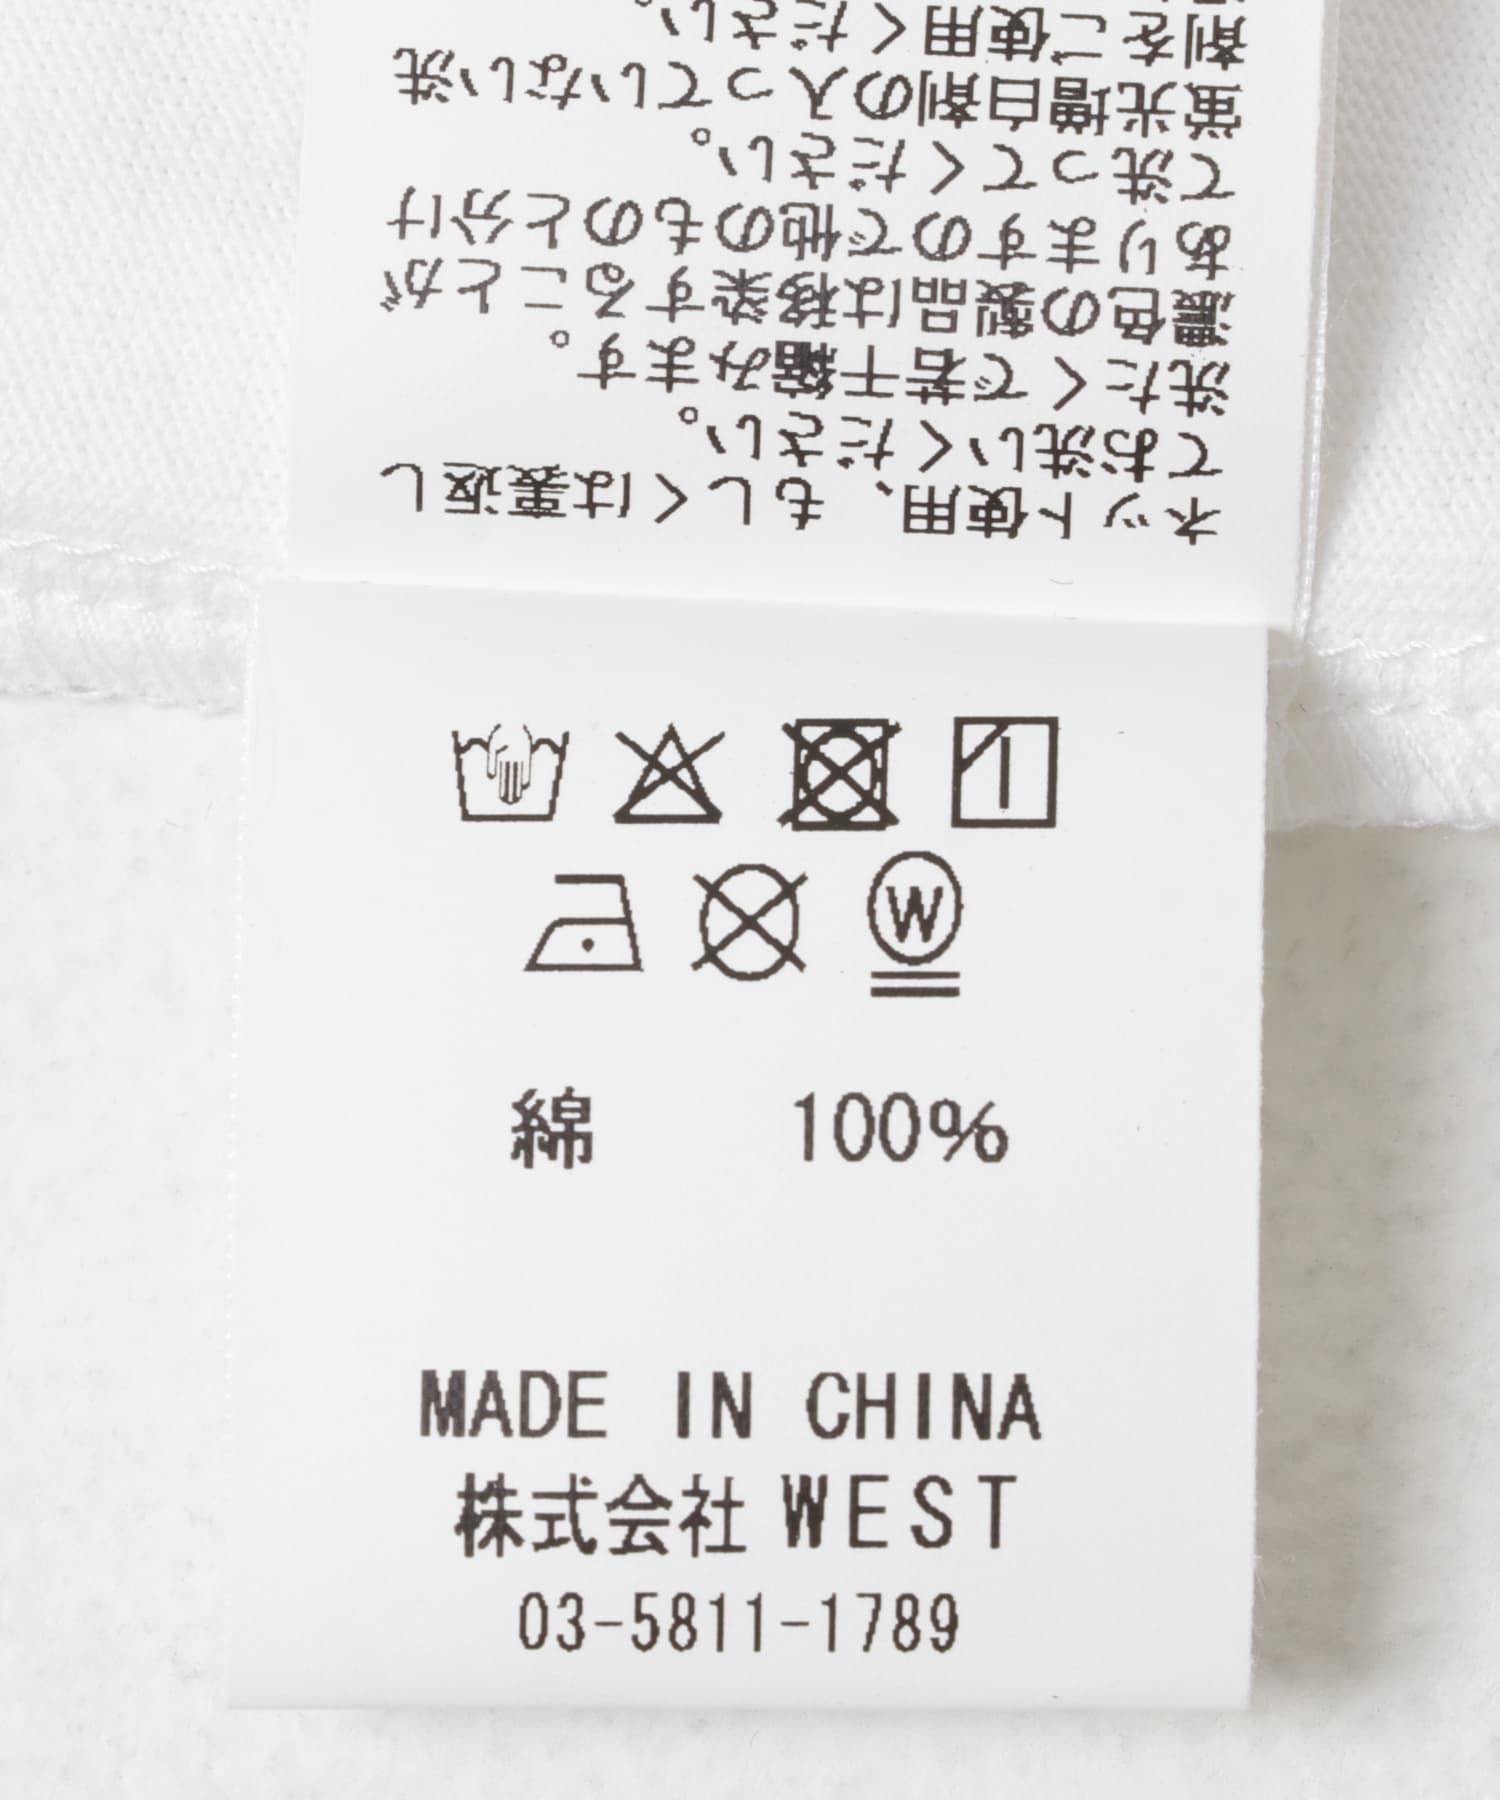 ネット使用、もしくは裏返し
てお洗いください。
洗たくで若干縮みます。
濃色の製品は移染することが
ありますので他のものと分け
て洗ってください。
蛍光増白剤の入っていない洗
剤をご使用ください。
W
綿 100%
MADE IN CHINA
株式会社 WEST
03-5811-1789